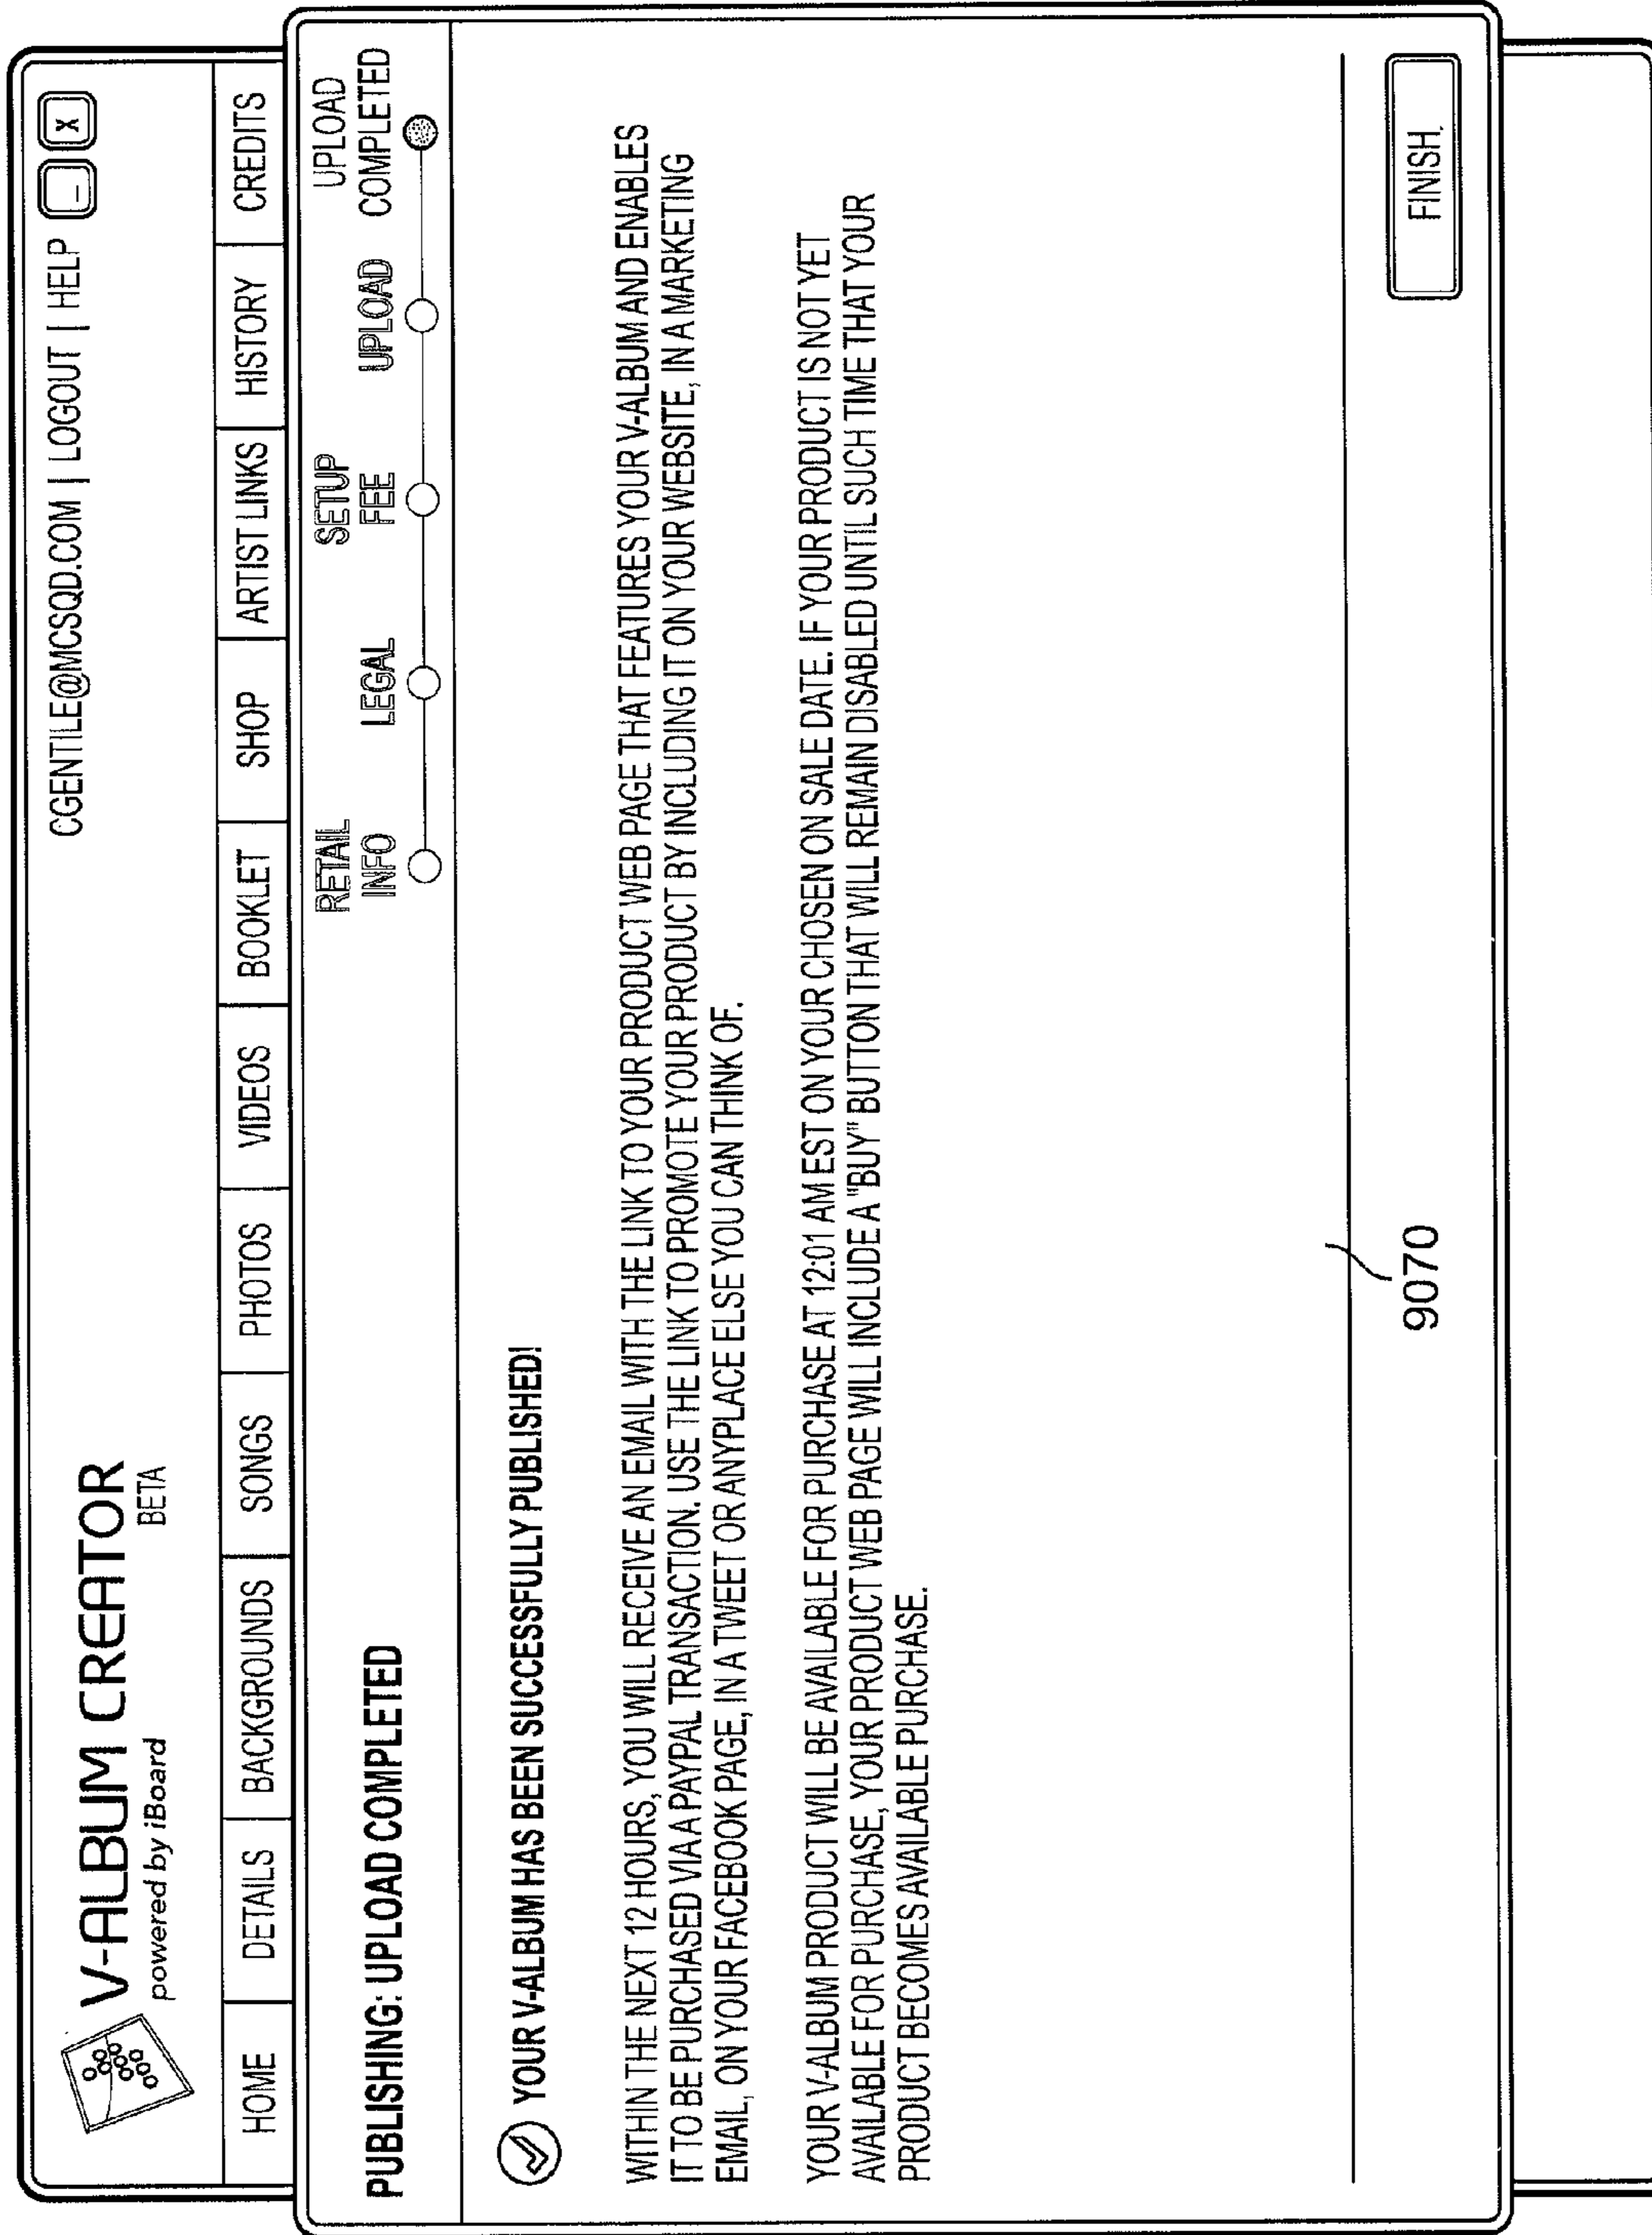 CGENTILE@MCSQD.COM | LOGOUT | HELP _ X
V-ALBUM CREATOR
powered by iBoard BETA
HOME DETAILS BACKGROUNDS SONGS PHOTOS VIDEOS BOOKLET SHOP ARTIST LINKS HISTORY CREDITS
PUBLISHING: UPLOAD COMPLETED
RETAIL INFO
LEGAL
SETUP FEE
UPLOAD
UPLOAD COMPLETED
YOUR V-ALBUM HAS BEEN SUCCESSFULLY PUBLISHED!
WITHIN THE NEXT 12 HOURS, YOU WILL RECEIVE AN EMAIL WITH THE LINK TO YOUR PRODUCT WEB PAGE THAT FEATURES YOUR V-ALBUM AND ENABLES
IT TO BE PURCHASED VIA A PAYPAL TRANSACTION. USE THE LINK TO PROMOTE YOUR PRODUCT BY INCLUDING IT ON YOUR WEBSITE, IN A MARKETING
EMAIL, ON YOUR FACEBOOK PAGE, IN A TWEET OR ANYPLACE ELSE YOU CAN THINK OF.
YOUR V-ALBUM PRODUCT WILL BE AVAILABLE FOR PURCHASE AT 12:01 AM EST ON YOUR CHOSEN ON SALE DATE. IF YOUR PRODUCT IS NOT YET
AVAILABLE FOR PURCHASE, YOUR PRODUCT WEB PAGE WILL INCLUDE A "BUY" BUTTON THAT WILL REMAIN DISABLED UNTIL SUCH TIME THAT YOUR
PRODUCT BECOMES AVAILABLE PURCHASE.
9070
FINISH.